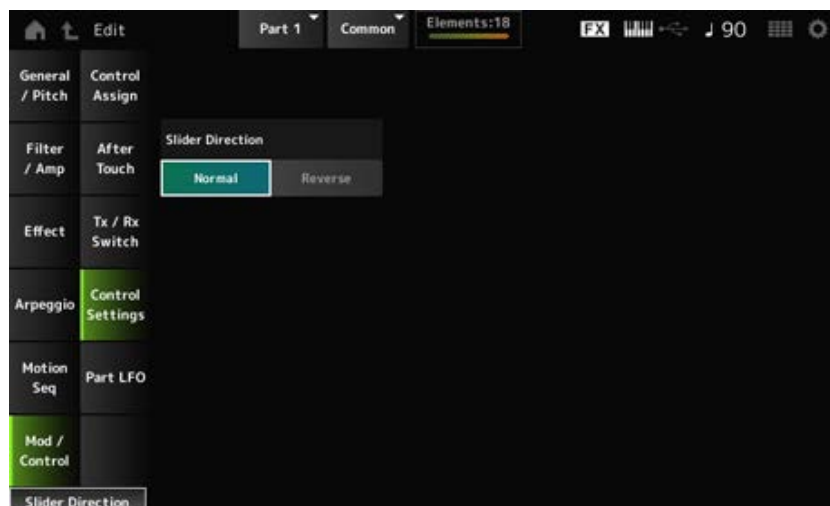 Edit
Part 1
Common
Elements:18
FX
90
General
/ Pitch
Control
Assign
Filter
/ Amp
After
Touch
Slider Direction
Normal
Reverse
Effect
Tx / Rx
Switch
Arpeggio
Control
Settings
Motion
Seq
Part LFO
Mod /
Control
Slider Direction